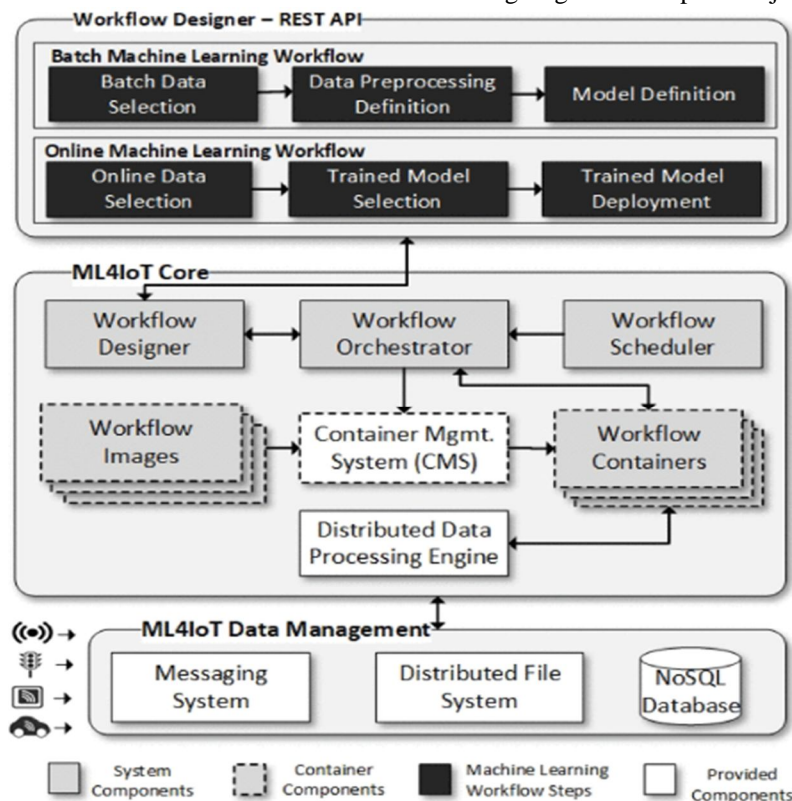 Workflow Designer – REST API
Batch Machine Learning Workflow
Batch Data
Selection
Data Preprocessing
Definition
Model Definition
Online Machine Learning Workflow
Online Data
Selection
Trained Model
Selection
Trained Model
Deployment
ML4IoT Core
Workflow
Designer
Workflow
Orchestrator
Workflow
Scheduler
Workflow
Images
Container Mgmt.
System (CMS)
Workflow
Containers
Distributed Data
Processing Engine
ML4IoT Data Management
Messaging
System
Distributed File
System
NoSQL
Database
System
Components
Container
Components
Machine Learning
Workflow Steps
Provided
Components